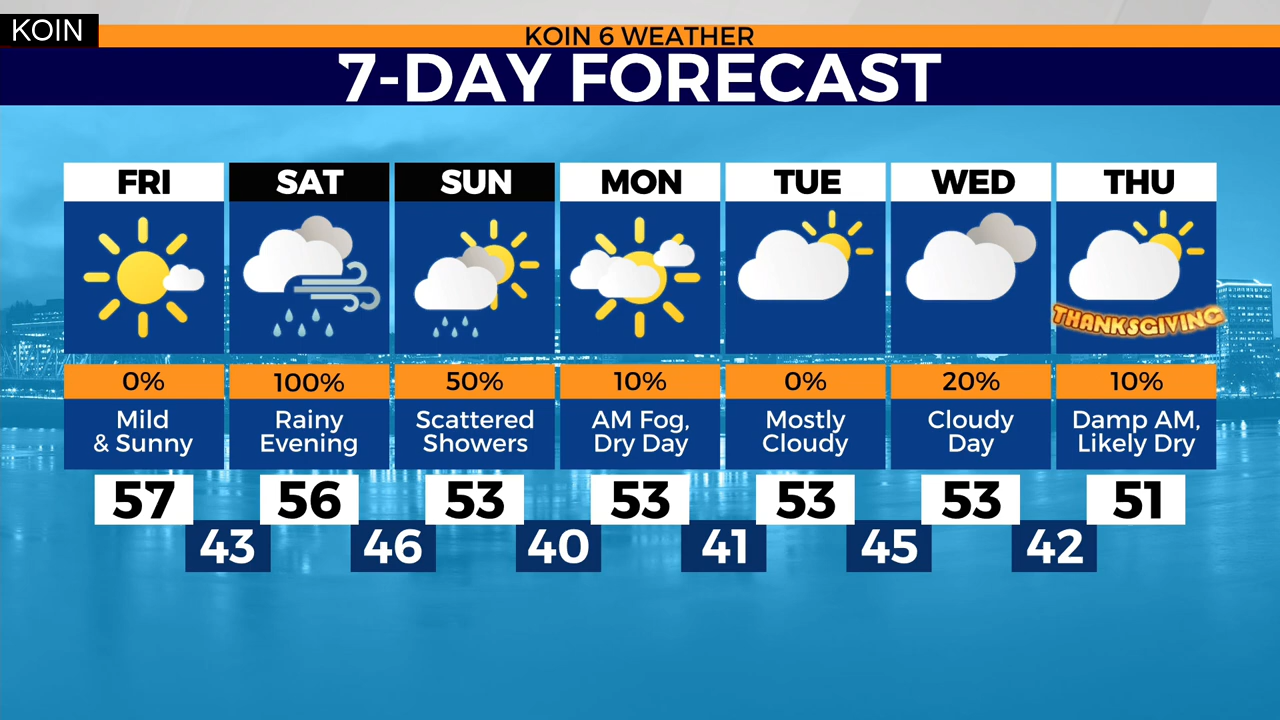 KOIN
KOIN 6 WEATHER
7-DAY FORECAST
FRI SAT SUN MON TUE WED THU
THANKSGIVING
0% 100% 50% 10% 0% 20% 10%
Mild Rainy Scattered AM Fog, Mostly Cloudy Damp AM,
& Sunny Evening Showers Dry Day Cloudy Day Likely Dry
57 56 53 53 53 53 51
43 46 40 41 45 42